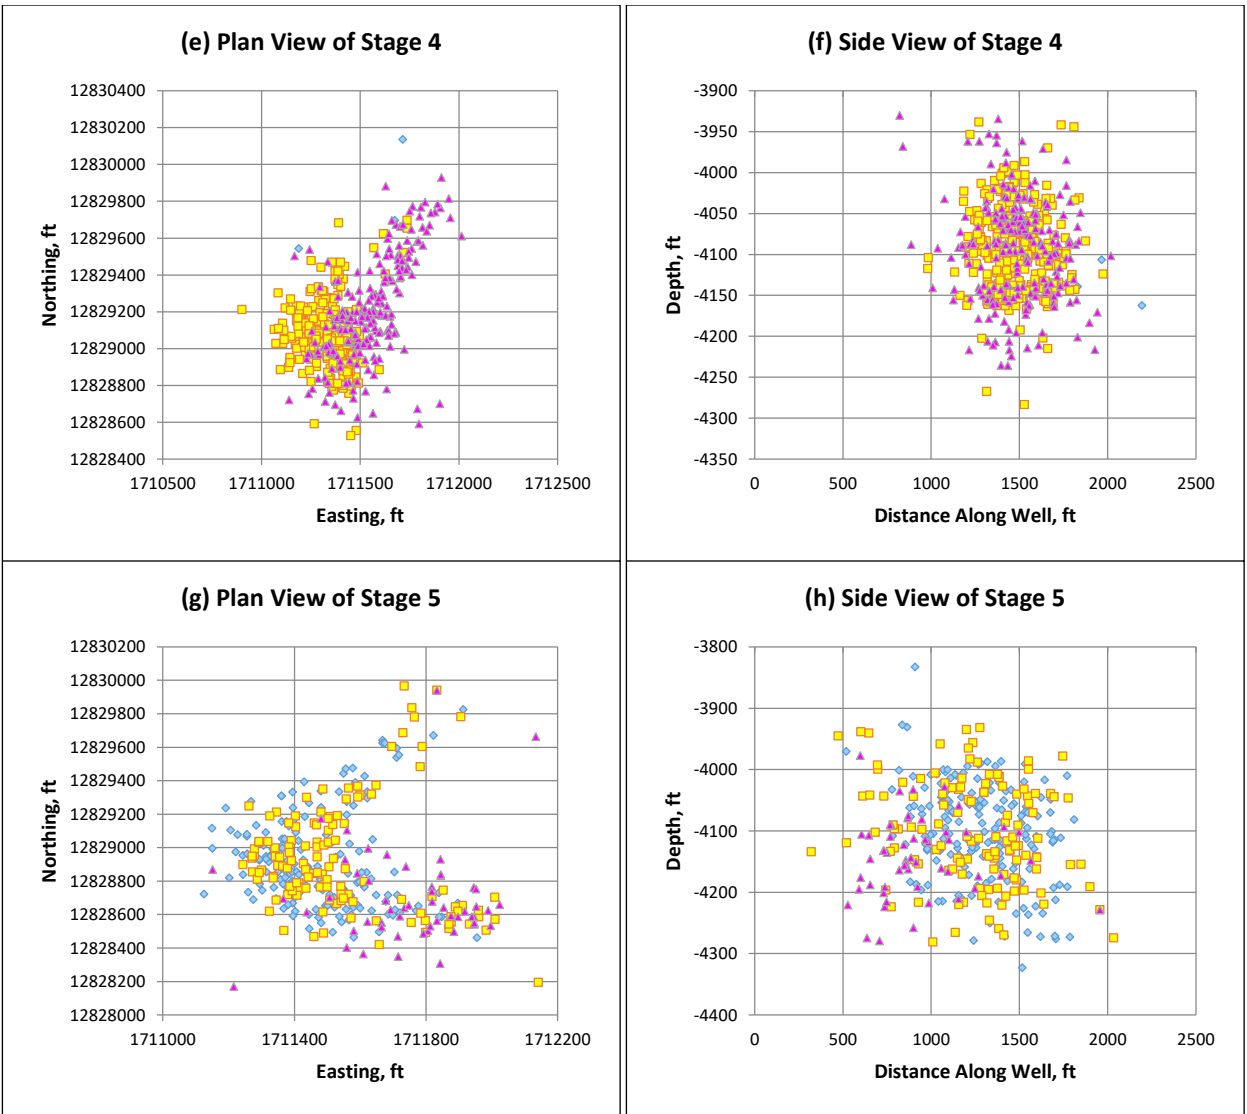 (e) Plan View of Stage 4
12830400
12830200
12830000
12829800
12829600
12829400
12829200
12829000
12828800
12828600
12828400
Northing, ft
1710500 1711000 1711500 1712000 1712500
Easting, ft
(f) Side View of Stage 4
-3900
-3950
-4000
-4050
-4100
-4150
-4200
-4250
-4300
-4350
Depth, ft
0 500 1000 1500 2000 2500
Distance Along Well, ft
(g) Plan View of Stage 5
12830200
12830000
12829800
12829600
12829400
12829200
12829000
12828800
12828600
12828400
12828200
12828000
Northing, ft
1711000 1711400 1711800 1712200
Easting, ft
(h) Side View of Stage 5
-3800
-3900
-4000
-4100
-4200
-4300
-4400
Depth, ft
0 500 1000 1500 2000 2500
Distance Along Well, ft